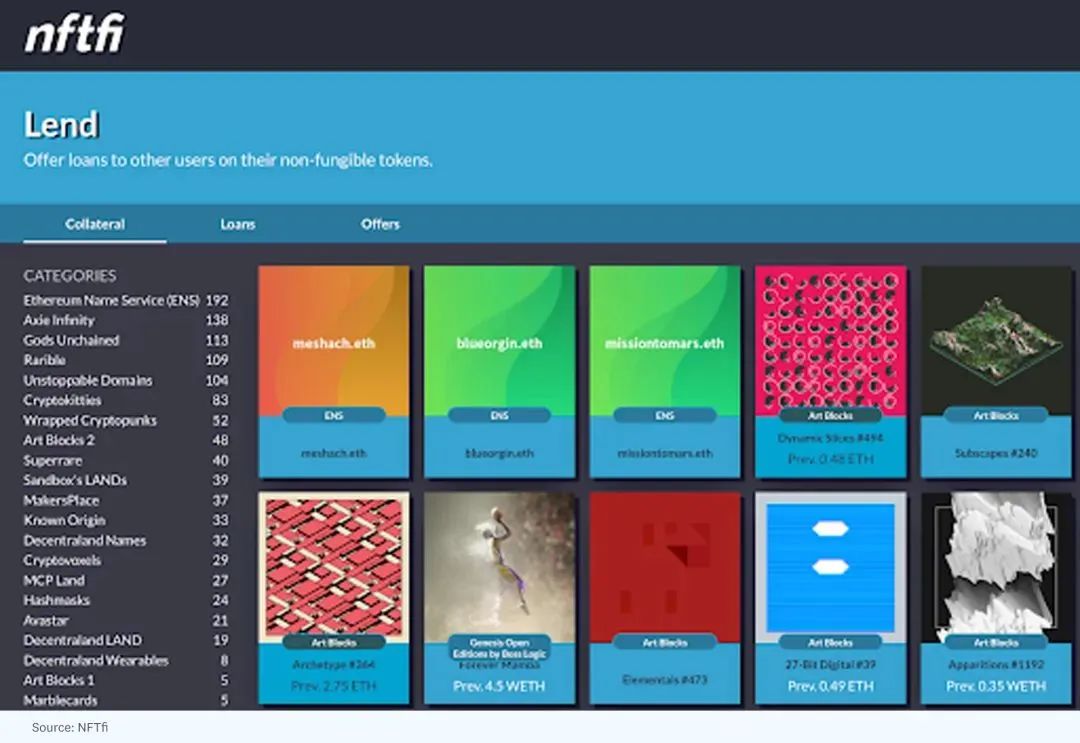 nftfi
Lend
Offer loans to other users on their non-fungible tokens.
Collateral Loans Offers
CATEGORIES
Ethereum Name Service (ENS) 192
Axie Infinity 138
Gods Unchained 113
Rarible 109
Unstoppable Domains 104
Cryptokitties 83
Wrapped Cryptopunks 52
Art Blocks 2 48
Superrare 40
Sandbox's LANDs 39
MakersPlace 37
Known Origin 33
Decentraland Names 32
Cryptovoxels 29
MCP Land 27
Hashmasks 24
Avastar 21
Decentraland LAND 19
Decentraland Wearables 8
Art Blocks 1 5
Marblecards 5
meshach.eth
ENS
meshach.eth
blueorgin.eth
ENS
blueorgin.eth
missiontomars.eth
ENS
missiontomars.eth
Art Blocks
Dynamic Slices #494
Prev. 0.48 ETH
Art Blocks
Subscapes #240
Art Blocks
Archetype #364
Prev. 2.75 ETH
Genesis Open
Editions by Boss Logic
Forever Mamba
Prev. 4.5 WETH
Art Blocks
Elementals #473
Art Blocks
27-Bit Digital #39
Prev. 0.49 ETH
Art Blocks
Apparitions #1192
Prev. 0.35 WETH
Source: NFTfi